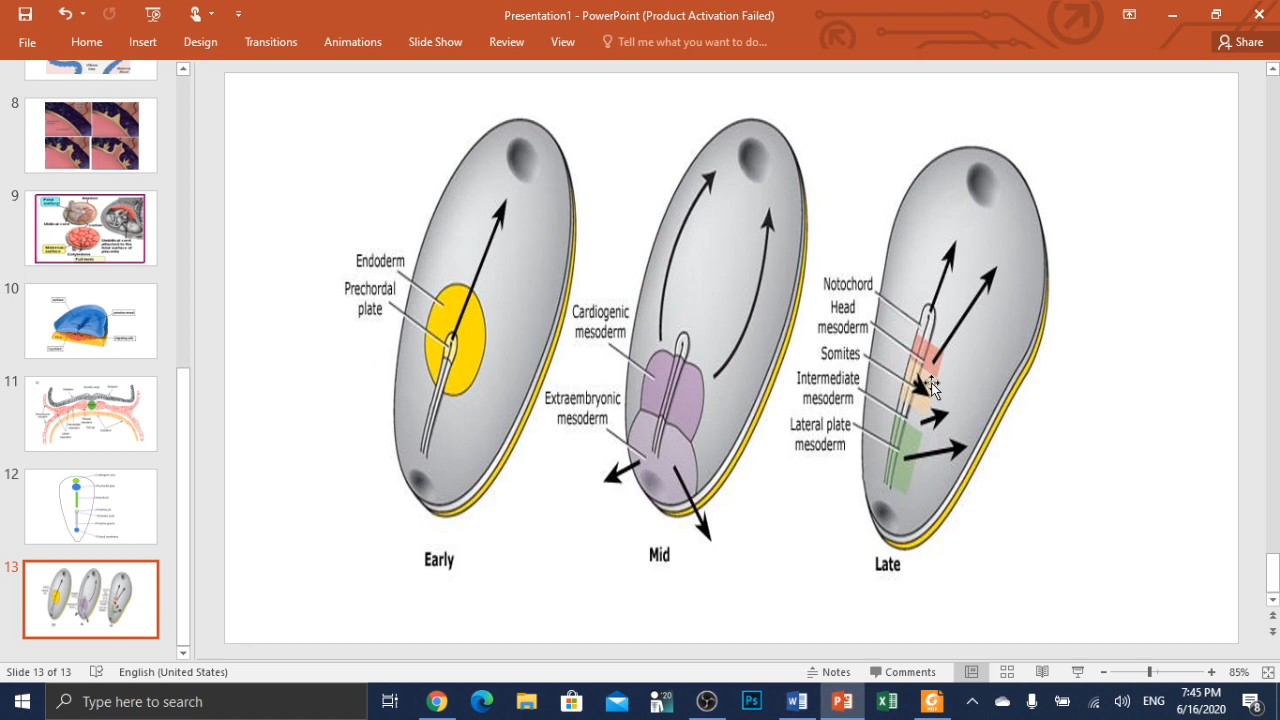 Presentation1 - PowerPoint (Product Activation Failed)
File Home Insert Design Transitions Animations Slide Show Review View Tell me what you want to do... Share
8
9
10
11
12
13
Endoderm
Prechordal
plate
Early
Cardiogenic
mesoderm
Extraembryonic
mesoderm
Mid
Notochord
Head
mesoderm
Somites
Intermediate
mesoderm
Lateral plate
mesoderm
Late
Slide 13 of 13 English (United States) Notes Comments 85%
Type here to search
ENG
7:45 PM
6/16/2020
8